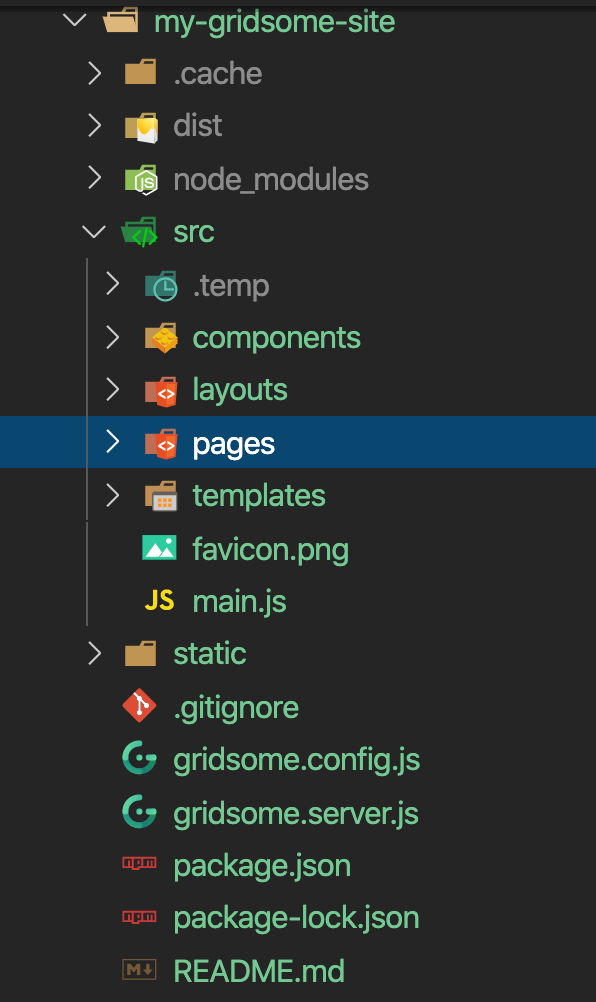 my-gridsome-site
.cache
dist
node_modules
src
.temp
components
layouts
pages
templates
favicon.png
JS main.js
static
.gitignore
gridsome.config.js
gridsome.server.js
package.json
package-lock.json
README.md